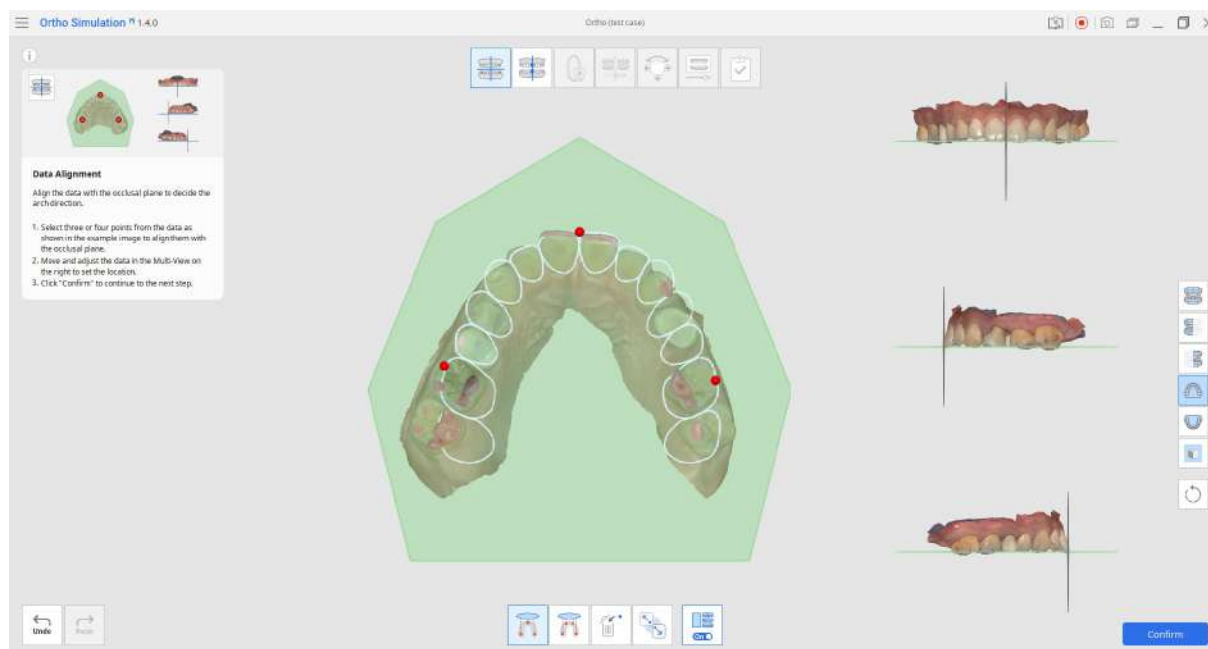 Ortho Simulation 1.4.0
Ortho (test case)
Data Alignment
Align the data with the occlusal plane to decide the
arch direction.
1. Select three or four points from the data as
shown in the example image to align them with
the occlusal plane.
2. Move and adjust the data in the Multi-View on
the right to set the location.
3. Click "Confirm" to continue to the next step.
Undo
Redo
On
Confirm